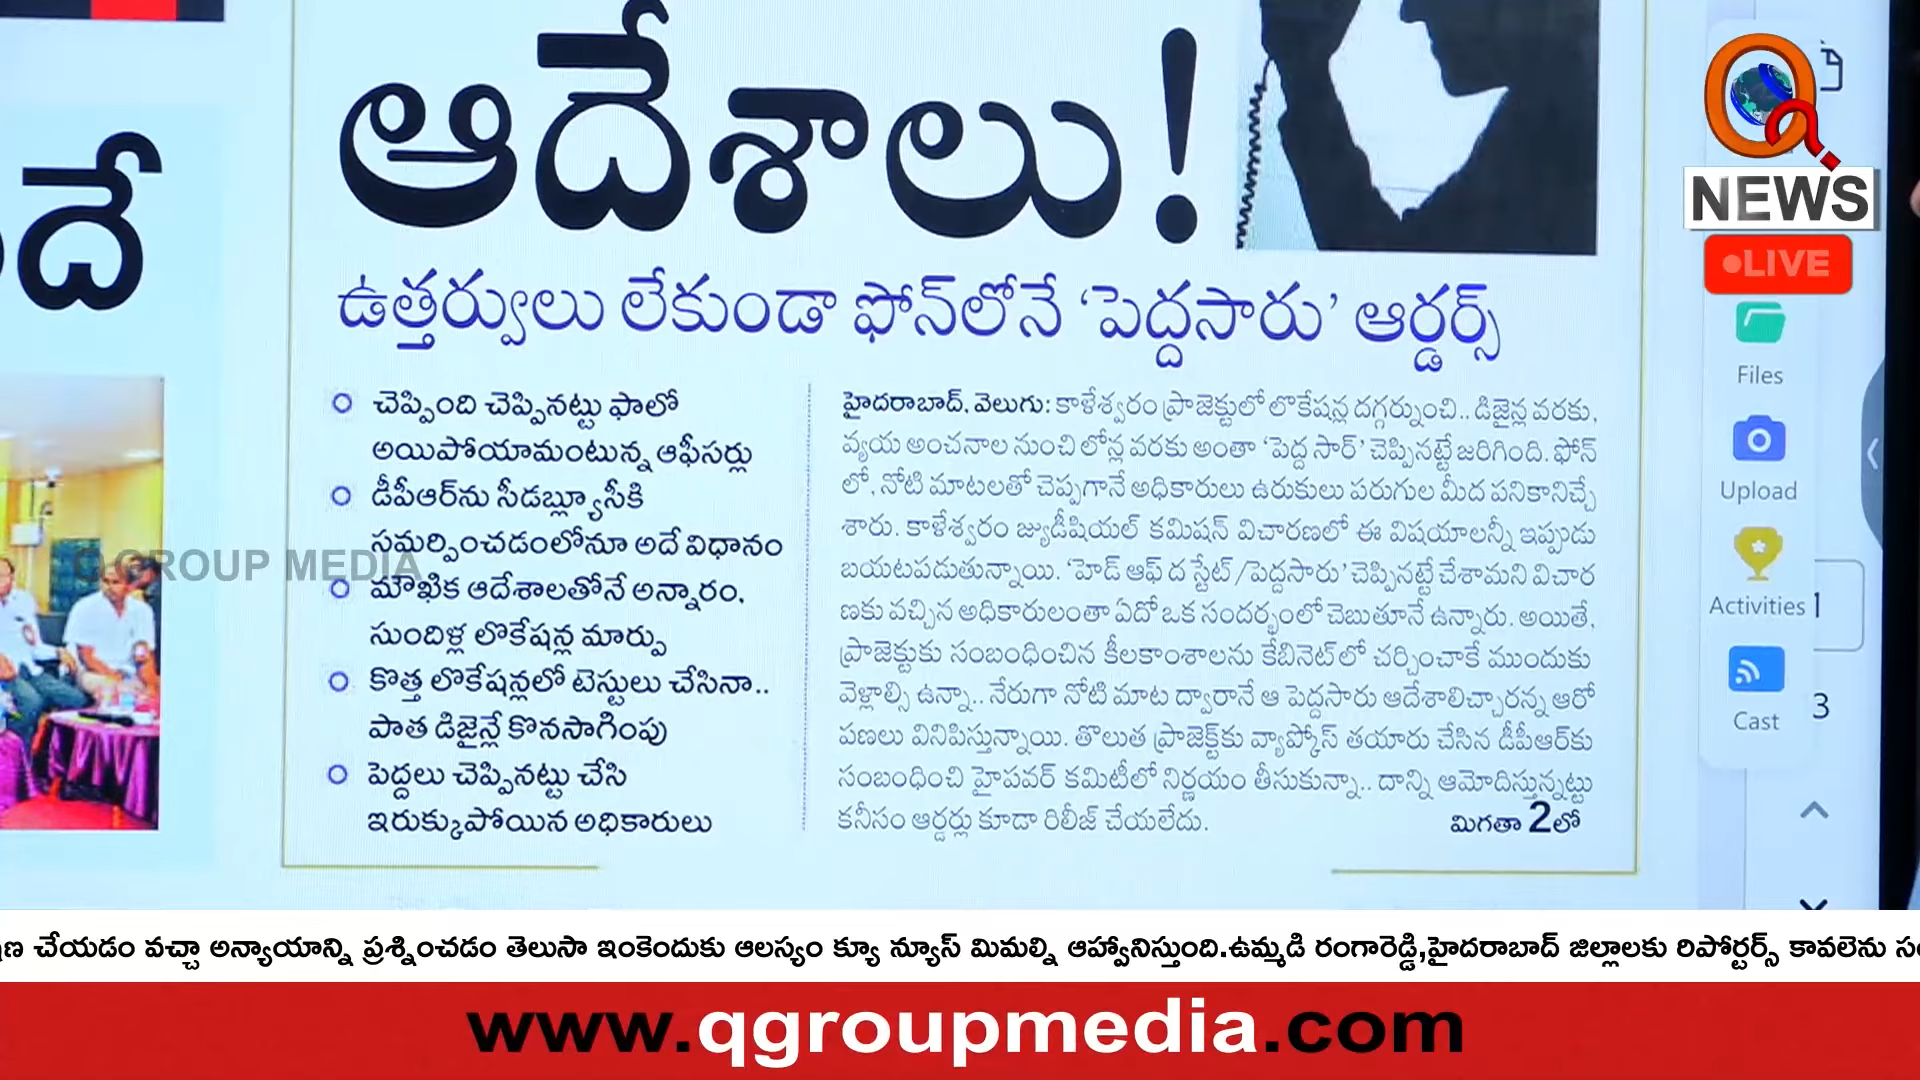 ఆదేశాలు!
దే
ఉత్తర్వులు లేకుండా ఫోన్‌లోనే ‘పెద్దసారు’ ఆర్డర్స్
చెప్పింది చెప్పినట్టు ఫాలో
అయిపోయామంటున్న ఆఫీసర్లు
డీపీఆర్‌ను సీడబ్ల్యూసీకి
సమర్పించడంలోనూ అదే విధానం
మౌఖిక ఆదేశాలతోనే అన్నారం,
సుందిళ్ల లొకేషన్ల మార్పు
కొత్త లొకేషన్లలో టెస్టులు చేసినా..
పాత డిజైన్లే కొనసాగింపు
పెద్దలు చెప్పినట్టు చేసి
ఇరుక్కుపోయిన అధికారులు
హైదరాబాద్, వెలుగు: కాళేశ్వరం ప్రాజెక్టులో లొకేషన్ల దగ్గర్నుంచి.. డిజైన్ల వరకు,
వ్యయ అంచనాల నుంచి లోన్ల వరకు అంతా ‘పెద్ద సార్’ చెప్పినట్టే జరిగింది. ఫోన్
లో, నోటి మాటలతో చెప్పగానే అధికారులు ఉరుకులు పరుగుల మీద పనికానిచ్చే
శారు. కాళేశ్వరం జ్యుడీషియల్ కమిషన్ విచారణలో ఈ విషయాలన్నీ ఇప్పుడు
బయటపడుతున్నాయి. ‘హెడ్ ఆఫ్ ద స్టేట్/పెద్దసారు’ చెప్పినట్టే చేశామని విచార
ణకు వచ్చిన అధికారులంతా ఏదో ఒక సందర్భంలో చెబుతూనే ఉన్నారు. అయితే,
ప్రాజెక్టుకు సంబంధించిన కీలకాంశాలను కేబినెట్‌లో చర్చించాకే ముందుకు
వెళ్లాల్సి ఉన్నా.. నేరుగా నోటి మాట ద్వారానే ఆ పెద్దసారు ఆదేశాలిచ్చారన్న ఆరో
పణలు వినిపిస్తున్నాయి. తొలుత ప్రాజెక్ట్‌కు వ్యాప్కోస్ తయారు చేసిన డీపీఆర్‌కు
సంబంధించి హైపవర్ కమిటీలో నిర్ణయం తీసుకున్నా.. దాన్ని ఆమోదిస్తున్నట్టు
కనీసం ఆర్డర్లు కూడా రిలీజ్ చేయలేదు.
మిగతా 2లో
Q GROUP MEDIA
Q
NEWS
LIVE
Files
Upload
Activities
1
Cast
3
చేయడం వచ్చా అన్యాయాన్ని ప్రశ్నించడం తెలుసా ఇంకెందుకు ఆలస్యం క్యూ న్యూస్ మిమల్ని ఆహ్వానిస్తుంది.ఉమ్మడి రంగారెడ్డి,హైదరాబాద్ జిల్లాలకు రిపోర్టర్స్ కావలెను
www.qgroupmedia.com